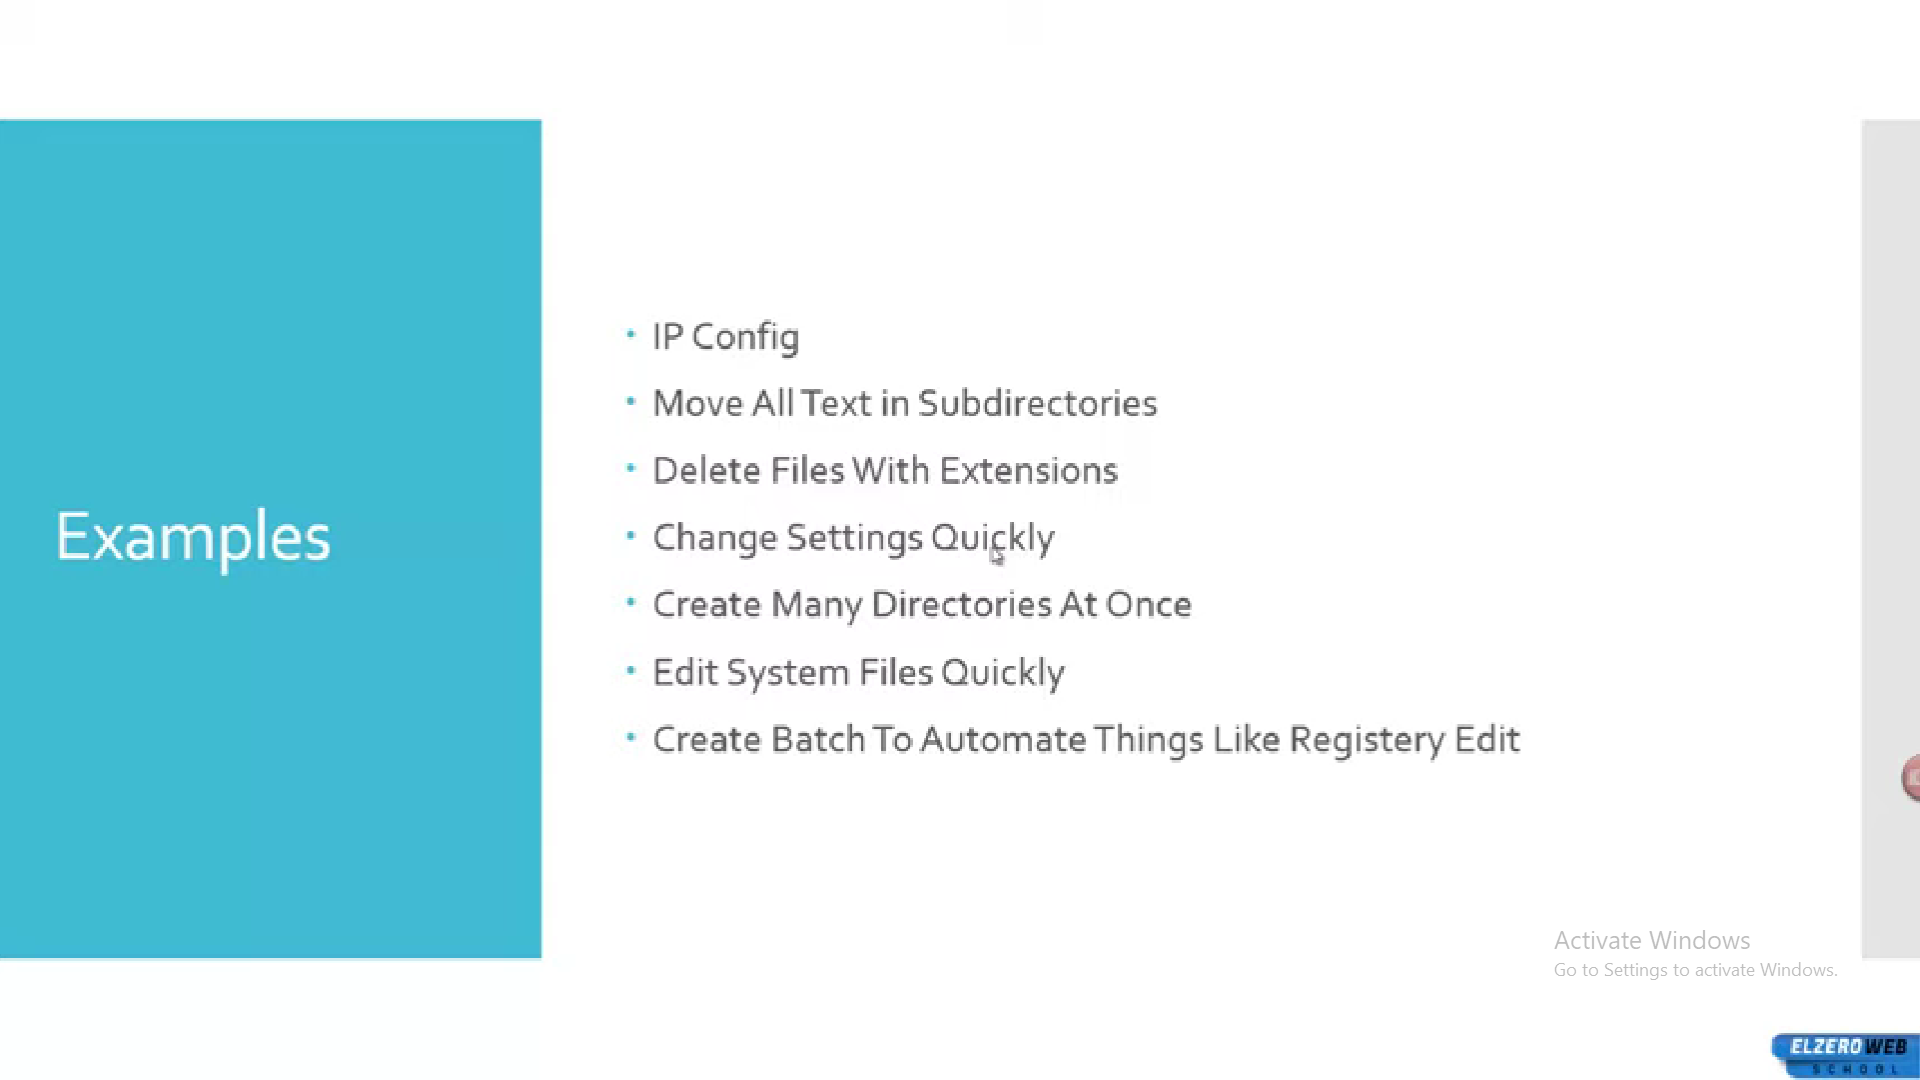 Examples
• IP Config
• Move All Text in Subdirectories
• Delete Files With Extensions
• Change Settings Quickly
• Create Many Directories At Once
• Edit System Files Quickly
• Create Batch To Automate Things Like Registery Edit
Activate Windows
Go to Settings to activate Windows.
ELZERO WEB
SCHOOL